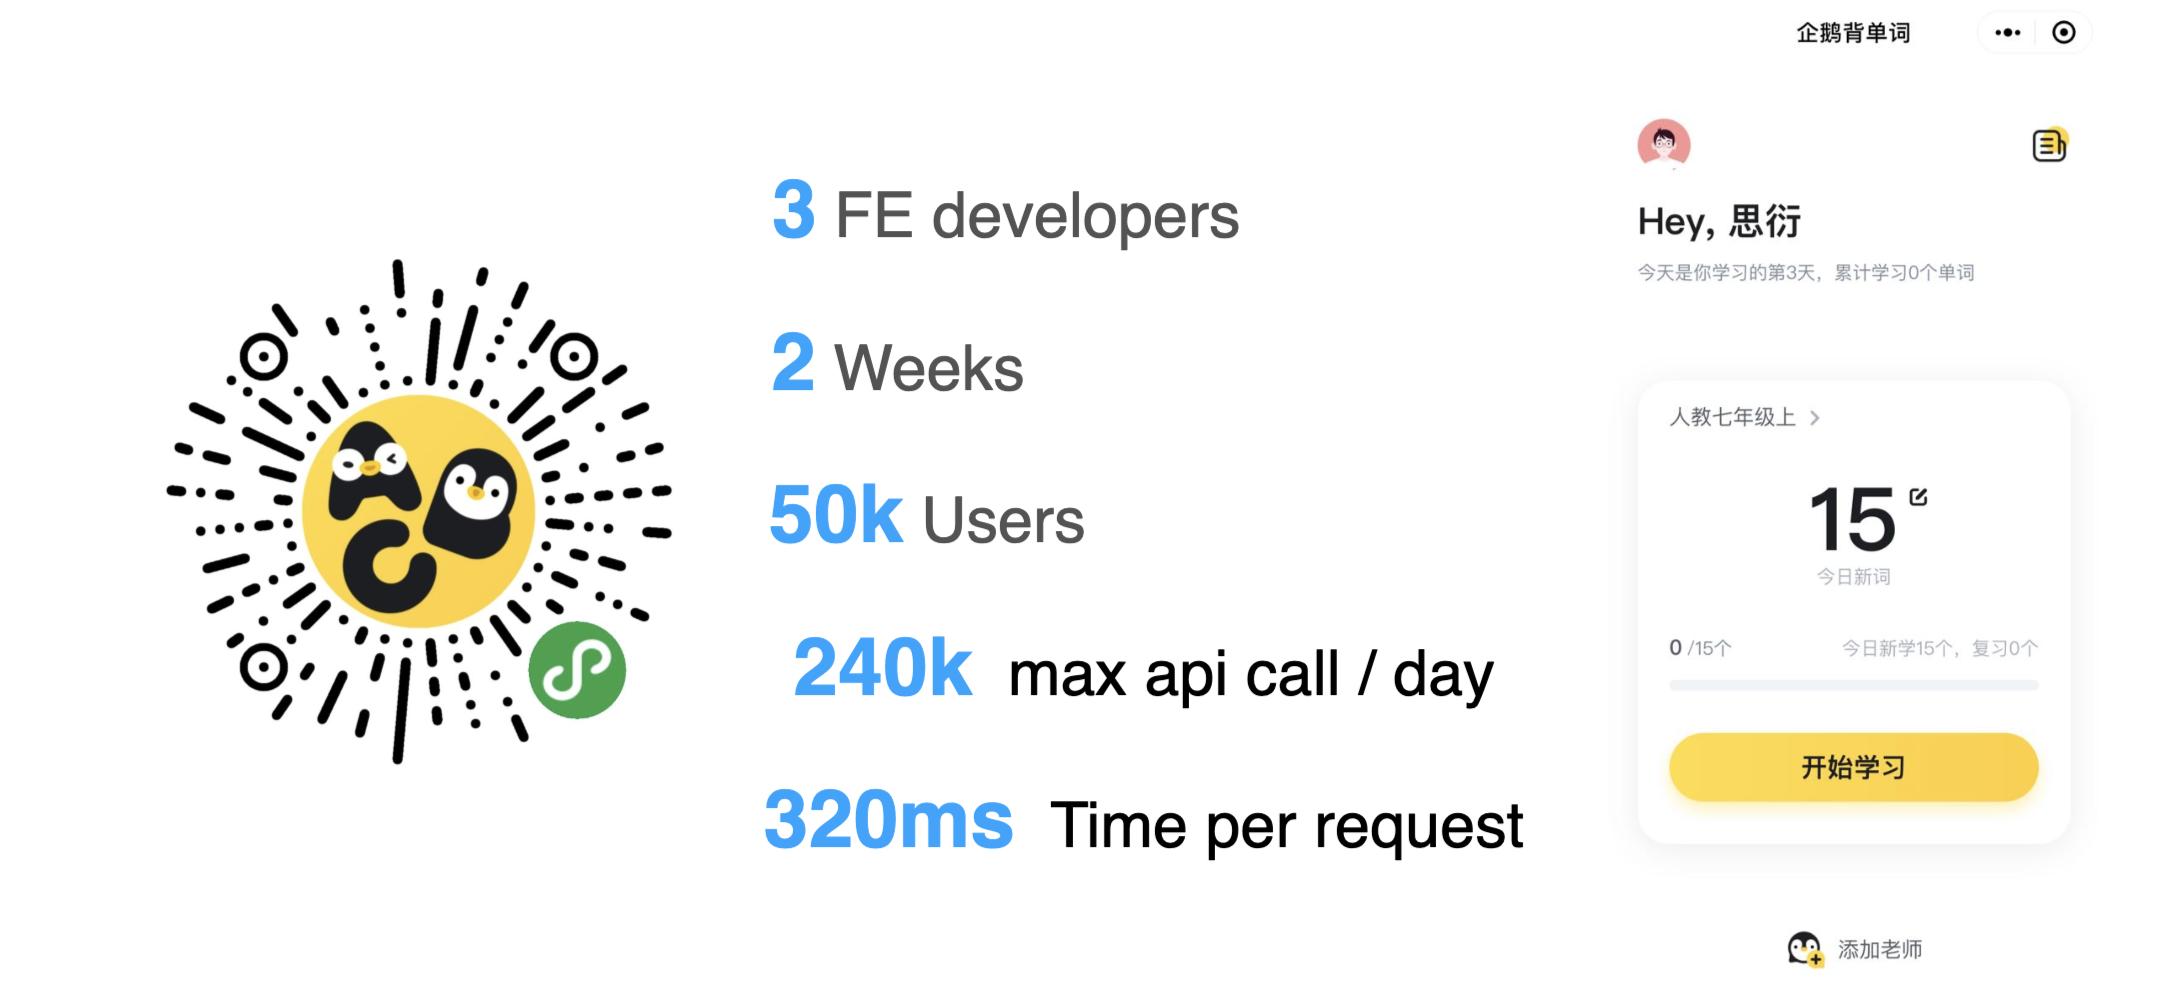 3 FE developers
2 Weeks
50k Users
240k max api call / day
320ms Time per request
企鹅背单词
Hey, 思衍
今天是你学习的第3天，累计学习0个单词
人教七年级上
15
今日新词
0 /15个
今日新学15个，复习0个
开始学习
添加老师